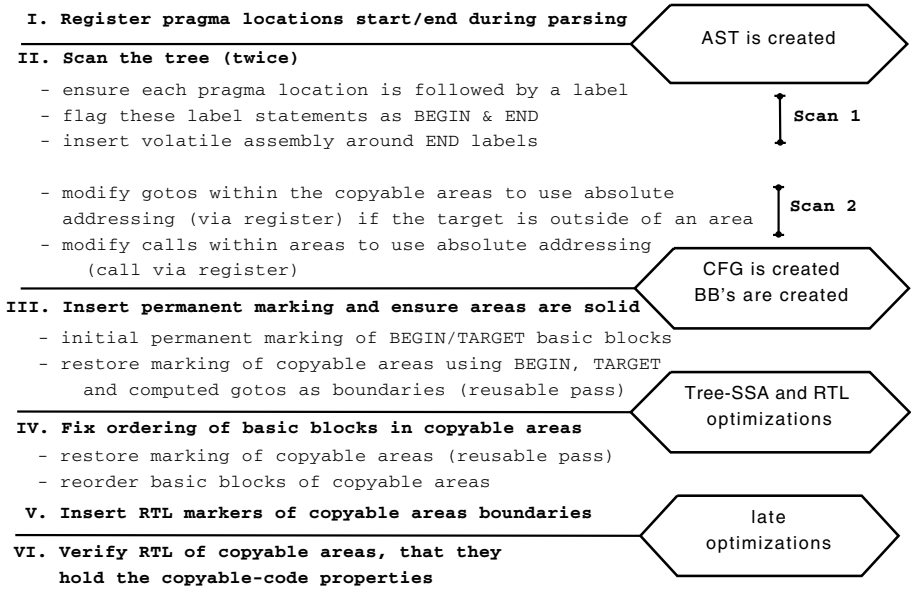 I. Register pragma locations start/end during parsing
AST is created
II. Scan the tree (twice)
- ensure each pragma location is followed by a label
- flag these label statements as BEGIN & END
Scan 1
- insert volatile assembly around END labels
- modify gotos within the copyable areas to use absolute
Scan 2
addressing (via register) if the target is outside of an area
- modify calls within areas to use absolute addressing
(call via register)
CFG is created
BB's are created
III. Insert permanent marking and ensure areas are solid
- initial permanent marking of BEGIN/TARGET basic blocks
- restore marking of copyable areas using BEGIN, TARGET
and computed gotos as boundaries (reusable pass)
Tree-SSA and RTL
optimizations
IV. Fix ordering of basic blocks in copyable areas
- restore marking of copyable areas (reusable pass)
- reorder basic blocks of copyable areas
V. Insert RTL markers of copyable areas boundaries
late
optimizations
VI. Verify RTL of copyable areas, that they
hold the copyable-code properties